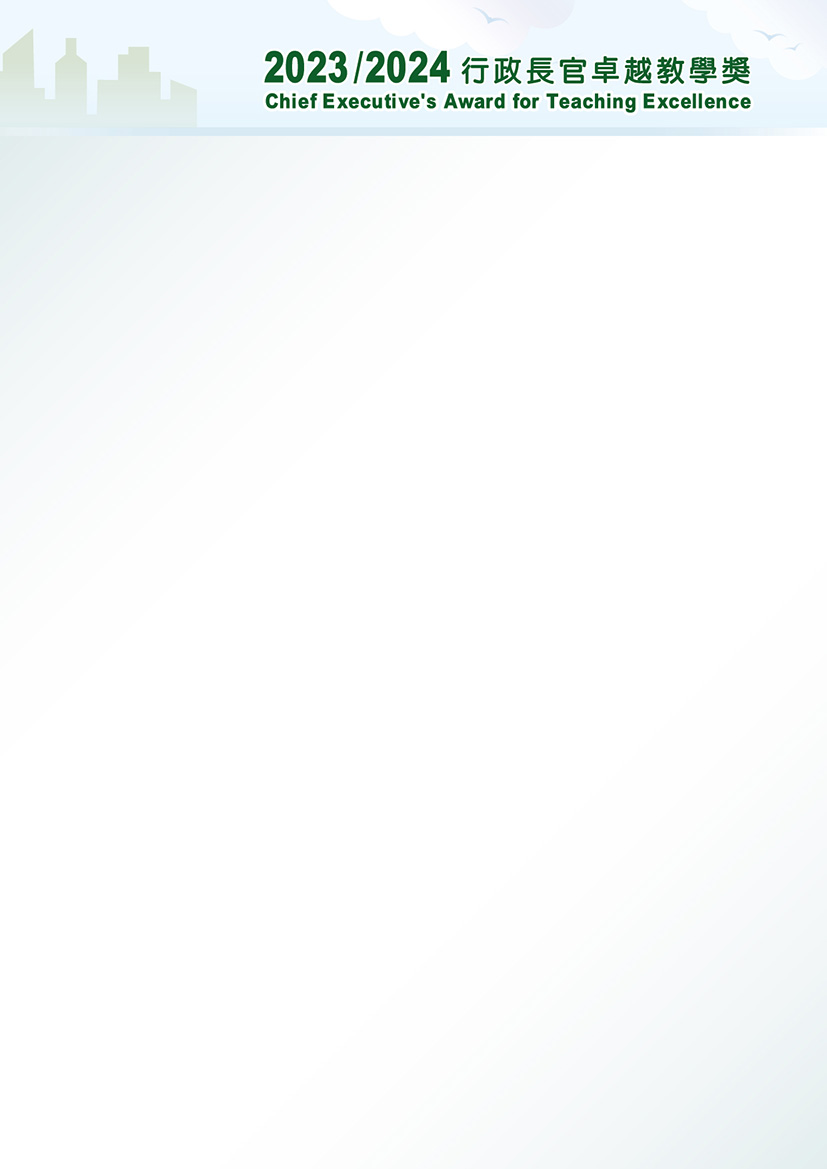 2023/2024 行政長官卓越教學獎
Chief Executive's Award for Teaching Excellence